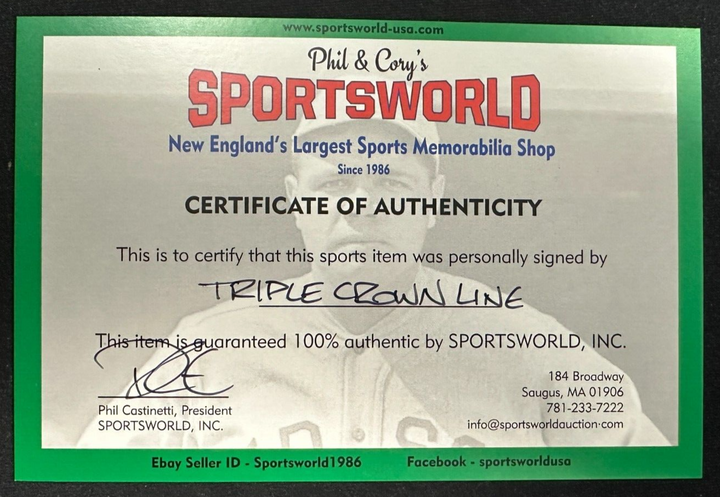 www.sportsworld-usa.com
Phil & Cory's
SPORTSWORLD
New England's Largest Sports Memorabilia Shop
Since 1986
CERTIFICATE OF AUTHENTICITY
This is to certify that this sports item was personally signed by
TRIPLE CROWN LINE
This item is guaranteed 100% authentic by SPORTSWORLD, INC.
Phil Castinetti, President
SPORTSWORLD, INC.
184 Broadway
Saugus, MA 01906
781-233-7222
info@sportsworldauction·com
Ebay Seller ID - Sportsworld1986
Facebook - sportsworldusa